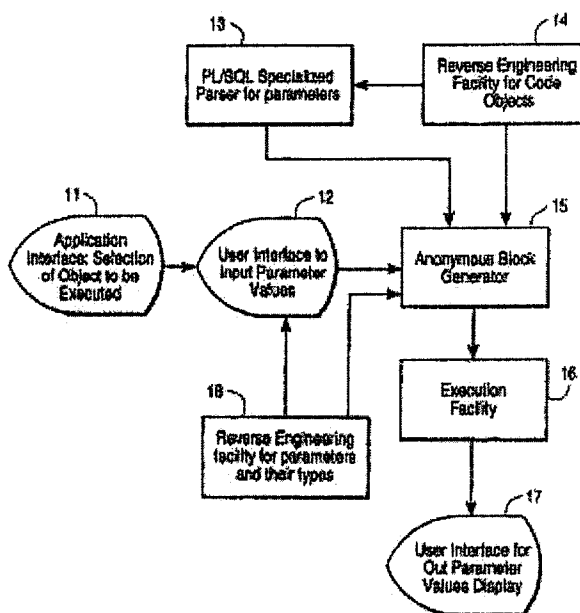 13
PL/SQL Specialized
Parser for parameters
14
Reverse Engineering
Facility for Code
Objects
11
Application
Interface: Selection
of Object to be
Executed
12
User Interface to
Input Parameter
Values
15
Anonymous Block
Generator
18
Reverse Engineering
facility for parameters
and their types
16
Execution
Facility
17
User Interface for
Out Parameter
Values Display